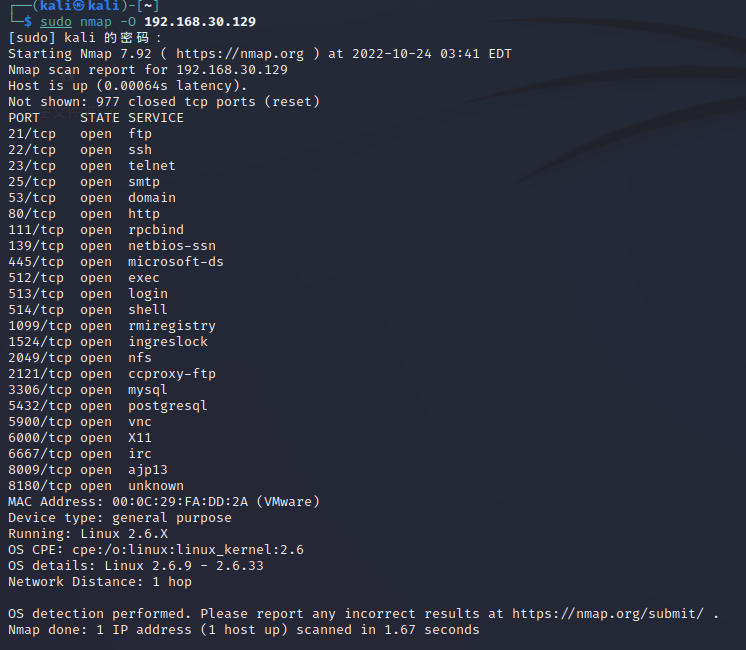 ┌──(kali㉿kali)-[~]
└─$ sudo nmap -O 192.168.30.129
[sudo] kali 的密码：
Starting Nmap 7.92 ( https://nmap.org ) at 2022-10-24 03:41 EDT
Nmap scan report for 192.168.30.129
Host is up (0.00064s latency).
Not shown: 977 closed tcp ports (reset)
PORT     STATE SERVICE
21/tcp   open  ftp
22/tcp   open  ssh
23/tcp   open  telnet
25/tcp   open  smtp
53/tcp   open  domain
80/tcp   open  http
111/tcp  open  rpcbind
139/tcp  open  netbios-ssn
445/tcp  open  microsoft-ds
512/tcp  open  exec
513/tcp  open  login
514/tcp  open  shell
1099/tcp open  rmiregistry
1524/tcp open  ingreslock
2049/tcp open  nfs
2121/tcp open  ccproxy-ftp
3306/tcp open  mysql
5432/tcp open  postgresql
5900/tcp open  vnc
6000/tcp open  X11
6667/tcp open  irc
8009/tcp open  ajp13
8180/tcp open  unknown
MAC Address: 00:0C:29:FA:DD:2A (VMware)
Device type: general purpose
Running: Linux 2.6.X
OS CPE: cpe:/o:linux:linux_kernel:2.6
OS details: Linux 2.6.9 - 2.6.33
Network Distance: 1 hop

OS detection performed. Please report any incorrect results at https://nmap.org/submit/ .
Nmap done: 1 IP address (1 host up) scanned in 1.67 seconds